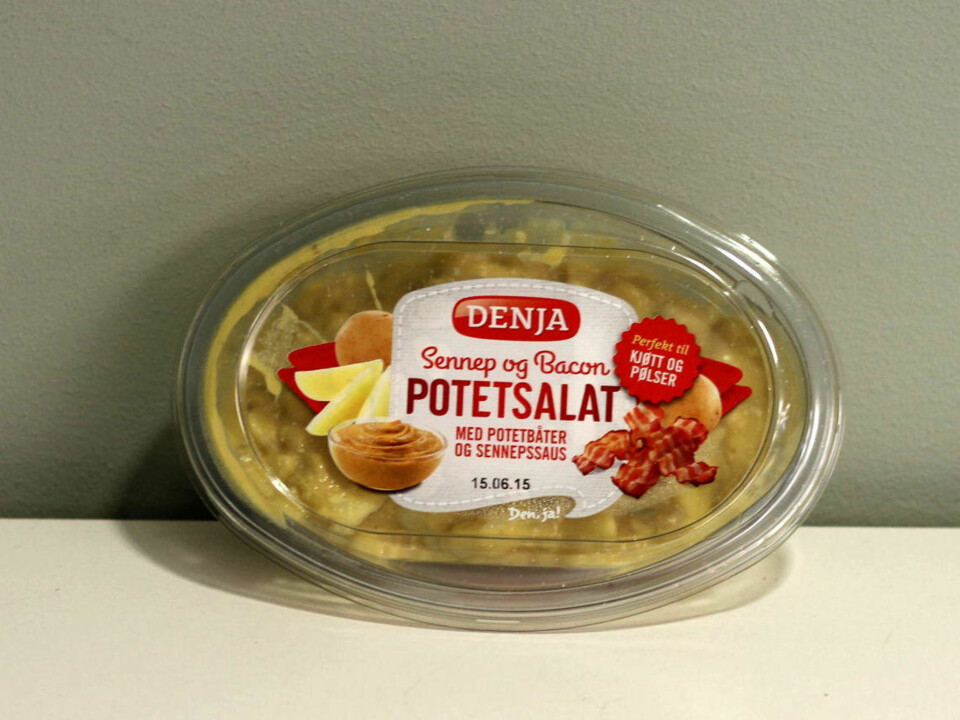 DENJA
Sennep og Bacon
POTETSALAT
MED POTETBÅTER
OG SENNEPSSAUS
15.06.15
Den, ja!
Perfekt til
KJØTT OG
PØLSER